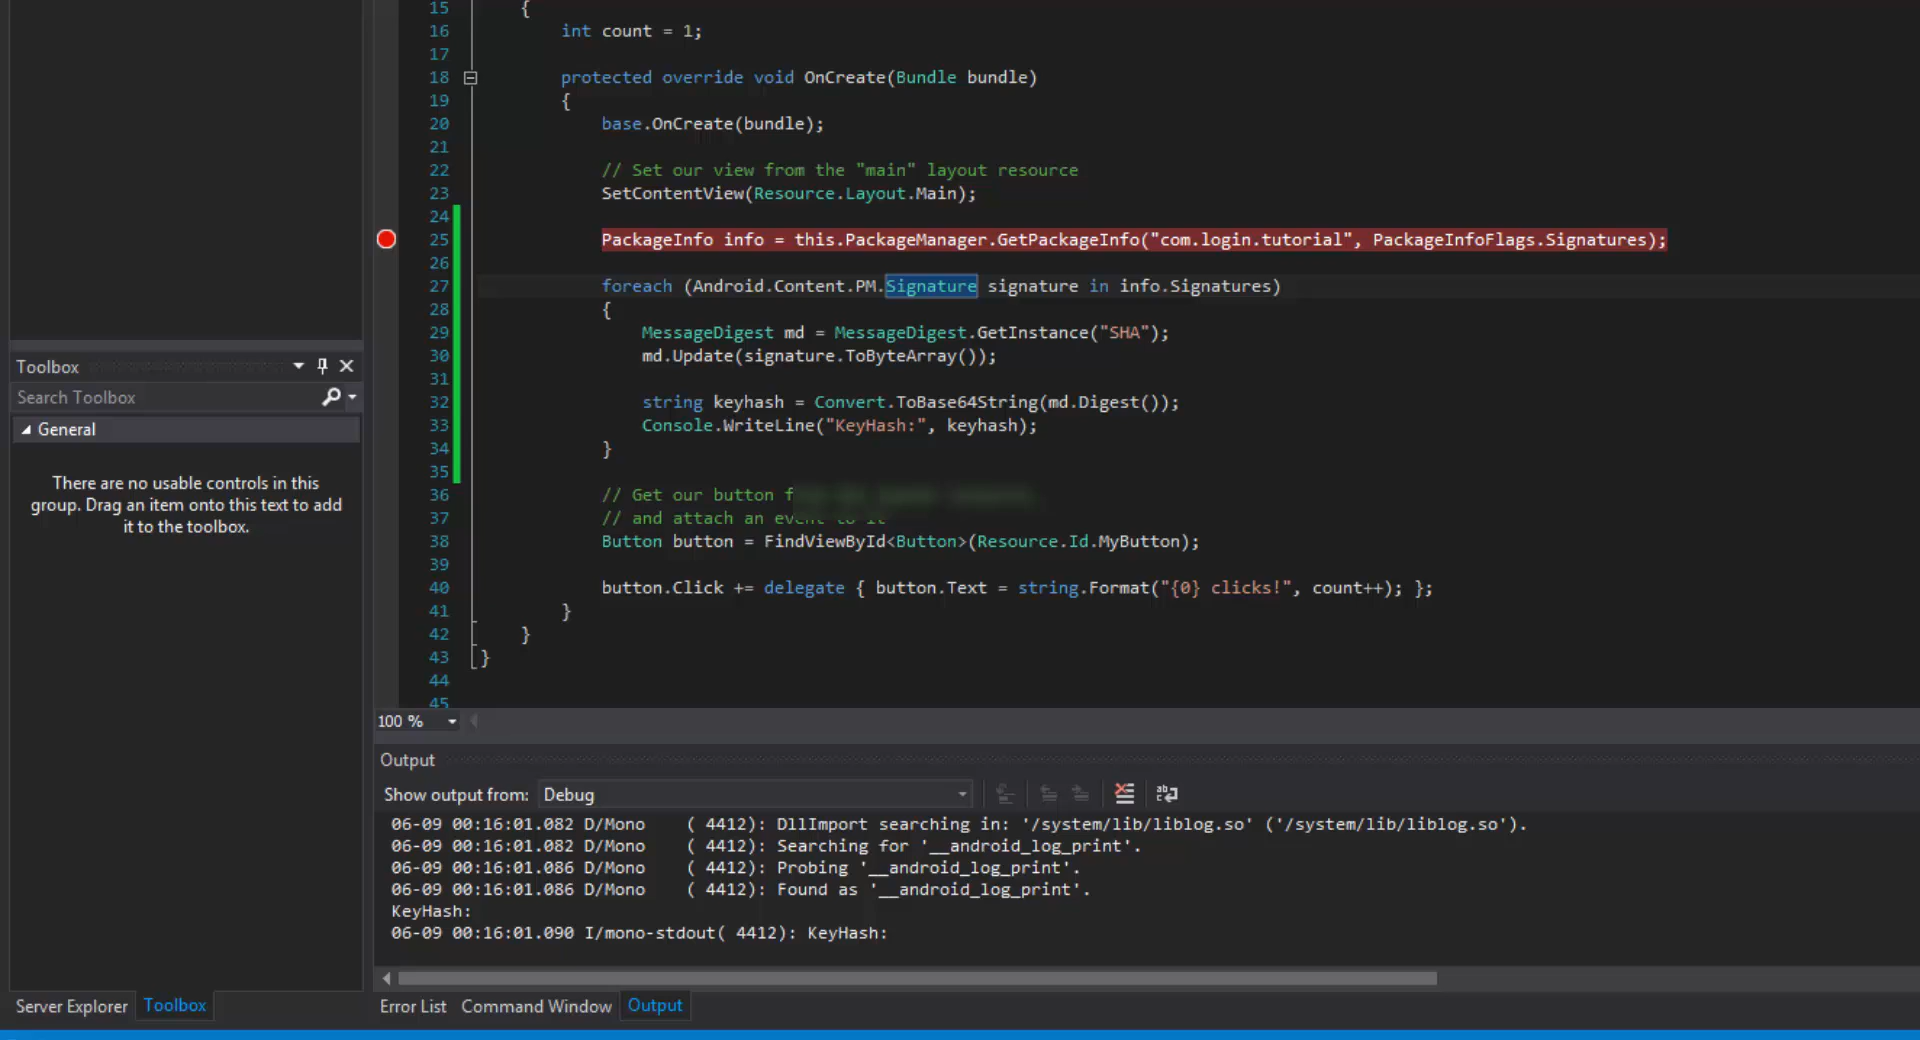 15 {
16 int count = 1;
17
18 protected override void OnCreate(Bundle bundle)
19 {
20 base.OnCreate(bundle);
21
22 // Set our view from the "main" layout resource
23 SetContentView(Resource.Layout.Main);
24
25 PackageInfo info = this.PackageManager.GetPackageInfo("com.login.tutorial", PackageInfoFlags.Signatures);
26
27 foreach (Android.Content.PM.Signature signature in info.Signatures)
28 {
29 MessageDigest md = MessageDigest.GetInstance("SHA");
30 md.Update(signature.ToByteArray());
31
32 string keyhash = Convert.ToBase64String(md.Digest());
33 Console.WriteLine("KeyHash:", keyhash);
34 }
35
36 // Get our button
37 // and attach an event to it
38 Button button = FindViewById<Button>(Resource.Id.MyButton);
39
40 button.Click += delegate { button.Text = string.Format("{0} clicks!", count++); };
41 }
42 }
43 }
44
45
Toolbox
Search Toolbox
General
There are no usable controls in this
group. Drag an item onto this text to add
it to the toolbox.
100 %
Output
Show output from: Debug
06-09 00:16:01.082 D/Mono    ( 4412): DllImport searching in: '/system/lib/liblog.so' ('/system/lib/liblog.so').
06-09 00:16:01.082 D/Mono    ( 4412): Searching for '__android_log_print'.
06-09 00:16:01.086 D/Mono    ( 4412): Probing '__android_log_print'.
06-09 00:16:01.086 D/Mono    ( 4412): Found as '__android_log_print'.
KeyHash:
06-09 00:16:01.090 I/mono-stdout( 4412): KeyHash:
Server Explorer Toolbox
Error List Command Window Output